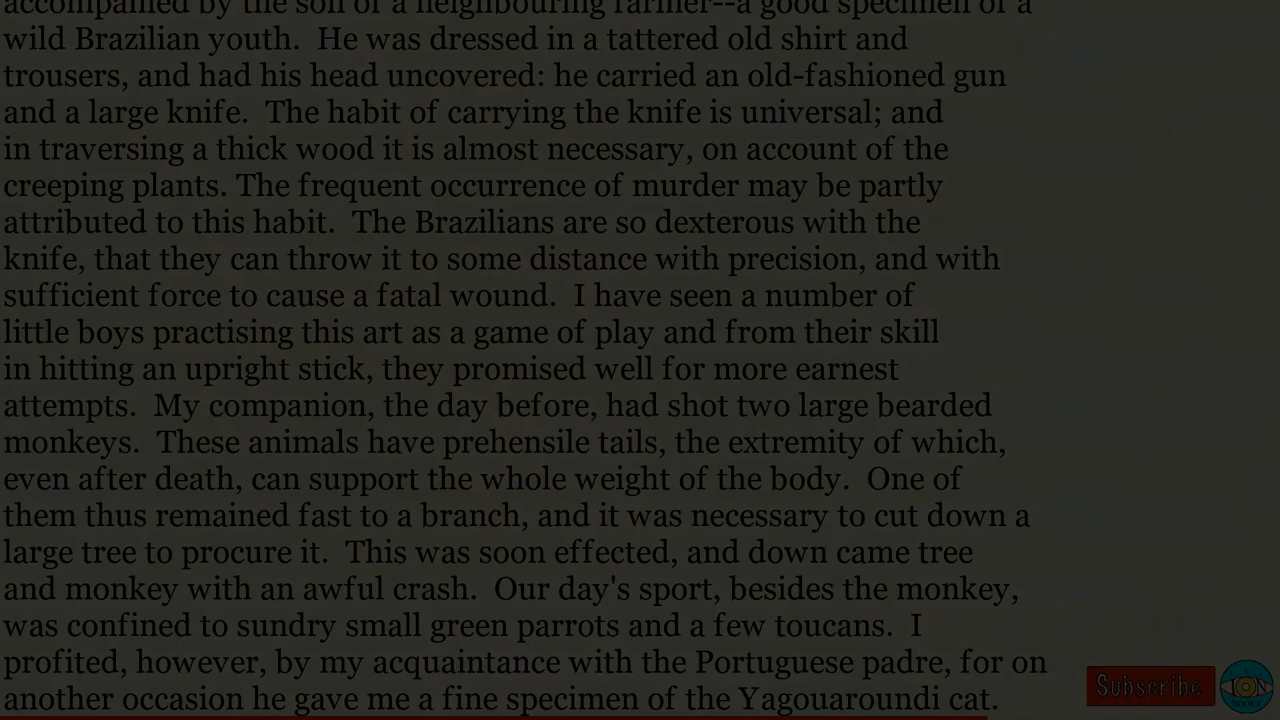 accompanied by the son of a neighbouring farmer--a good specimen of a
wild Brazilian youth.  He was dressed in a tattered old shirt and
trousers, and had his head uncovered: he carried an old-fashioned gun
and a large knife.  The habit of carrying the knife is universal; and
in traversing a thick wood it is almost necessary, on account of the
creeping plants. The frequent occurrence of murder may be partly
attributed to this habit.  The Brazilians are so dexterous with the
knife, that they can throw it to some distance with precision, and with
sufficient force to cause a fatal wound.  I have seen a number of
little boys practising this art as a game of play and from their skill
in hitting an upright stick, they promised well for more earnest
attempts.  My companion, the day before, had shot two large bearded
monkeys.  These animals have prehensile tails, the extremity of which,
even after death, can support the whole weight of the body.  One of
them thus remained fast to a branch, and it was necessary to cut down a
large tree to procure it.  This was soon effected, and down came tree
and monkey with an awful crash.  Our day's sport, besides the monkey,
was confined to sundry small green parrots and a few toucans.  I
profited, however, by my acquaintance with the Portuguese padre, for on
another occasion he gave me a fine specimen of the Yagouaroundi cat.
Subscribe